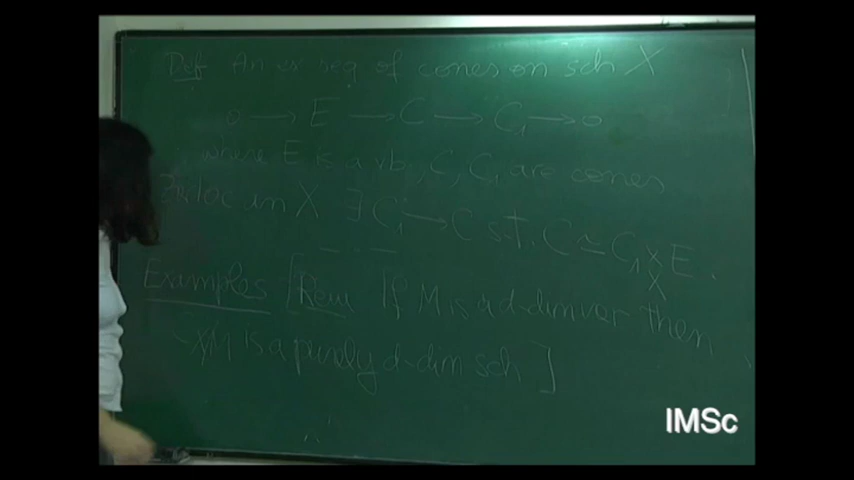 Def An ex seq of cones on sch X
0 → E → C → C₁ → 0
where E is a vb, C, C₁ are cones
loc in X ∃ C₁ → C s.t. C ≃ C₁ × E .
X
Examples [Rem If M is a d-dim var then
X/M is a purely d-dim sch ]
IMSc